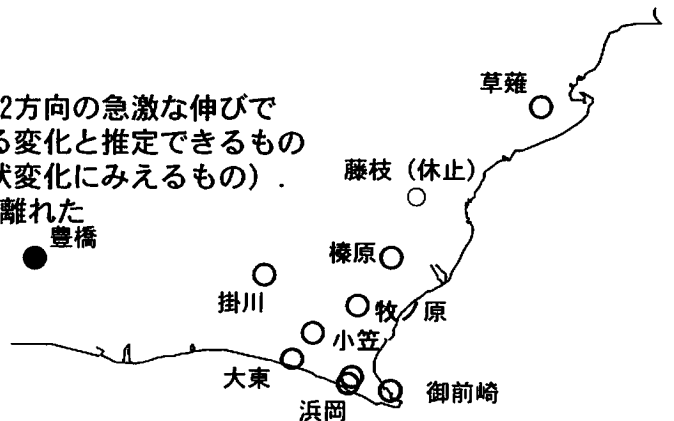 草薙
2方向の急激な伸びで
る変化と推定できるもの
状変化にみえるもの）．
離れた
藤枝（休止）
豊橋
榛原
掛川
牧ノ原
小笠
大東
御前崎
浜岡